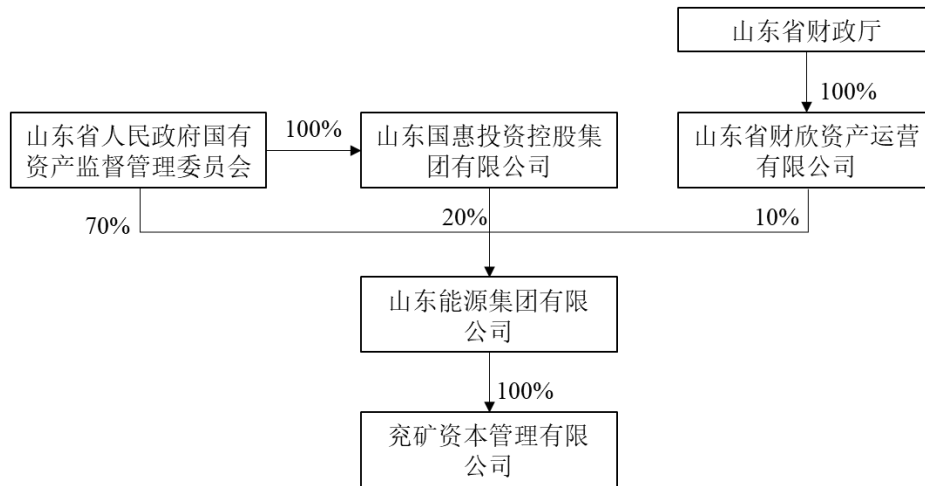 山东省财政厅
100%
山东省人民政府国有
资产监督管理委员会
100%
山东国惠投资控股集
团有限公司
山东省财欣资产运营
有限公司
70%
20%
10%
山东能源集团有限
公司
100%
兖矿资本管理有限
公司